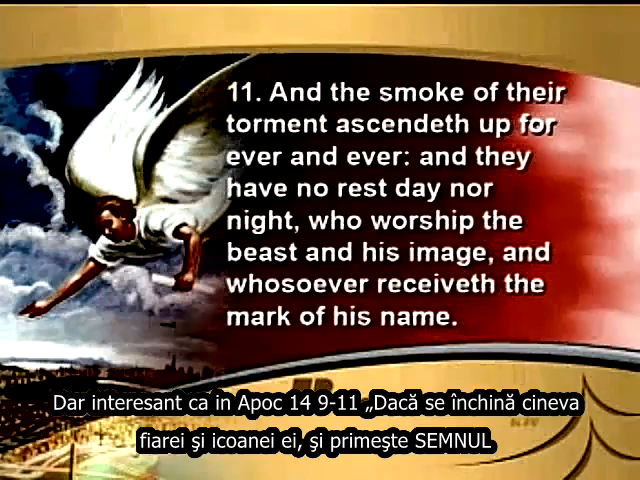 11. And the smoke of their
torment ascendeth up for
ever and ever: and they
have no rest day nor
night, who worship the
beast and his image, and
whosoever receiveth the
mark of his name.
Dar interesant ca in Apoc 14 9-11 „Dacă se închină cineva
fiarei şi icoanei ei, şi primeşte SEMNUL